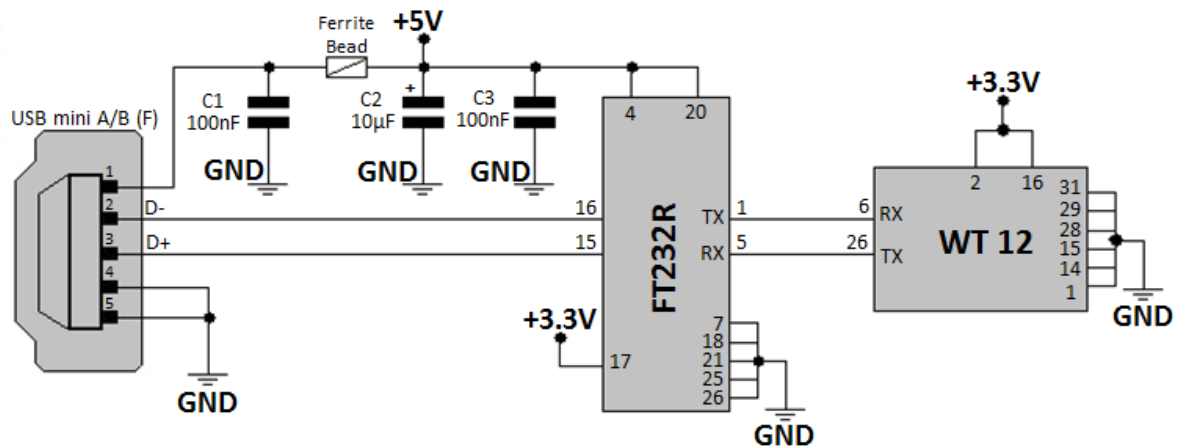 Ferrite
Bead
+5V
C1
100nF
C2
10µF
+
C3
100nF
GND
GND
GND
USB mini A/B (F)
1
2
3
4
5
D-
D+
GND
4
20
16
15
FT232R
TX
RX
1
5
+3.3V
17
7
18
21
25
26
GND
+3.3V
2
16
6
26
RX
TX
WT 12
31
29
28
15
14
1
GND